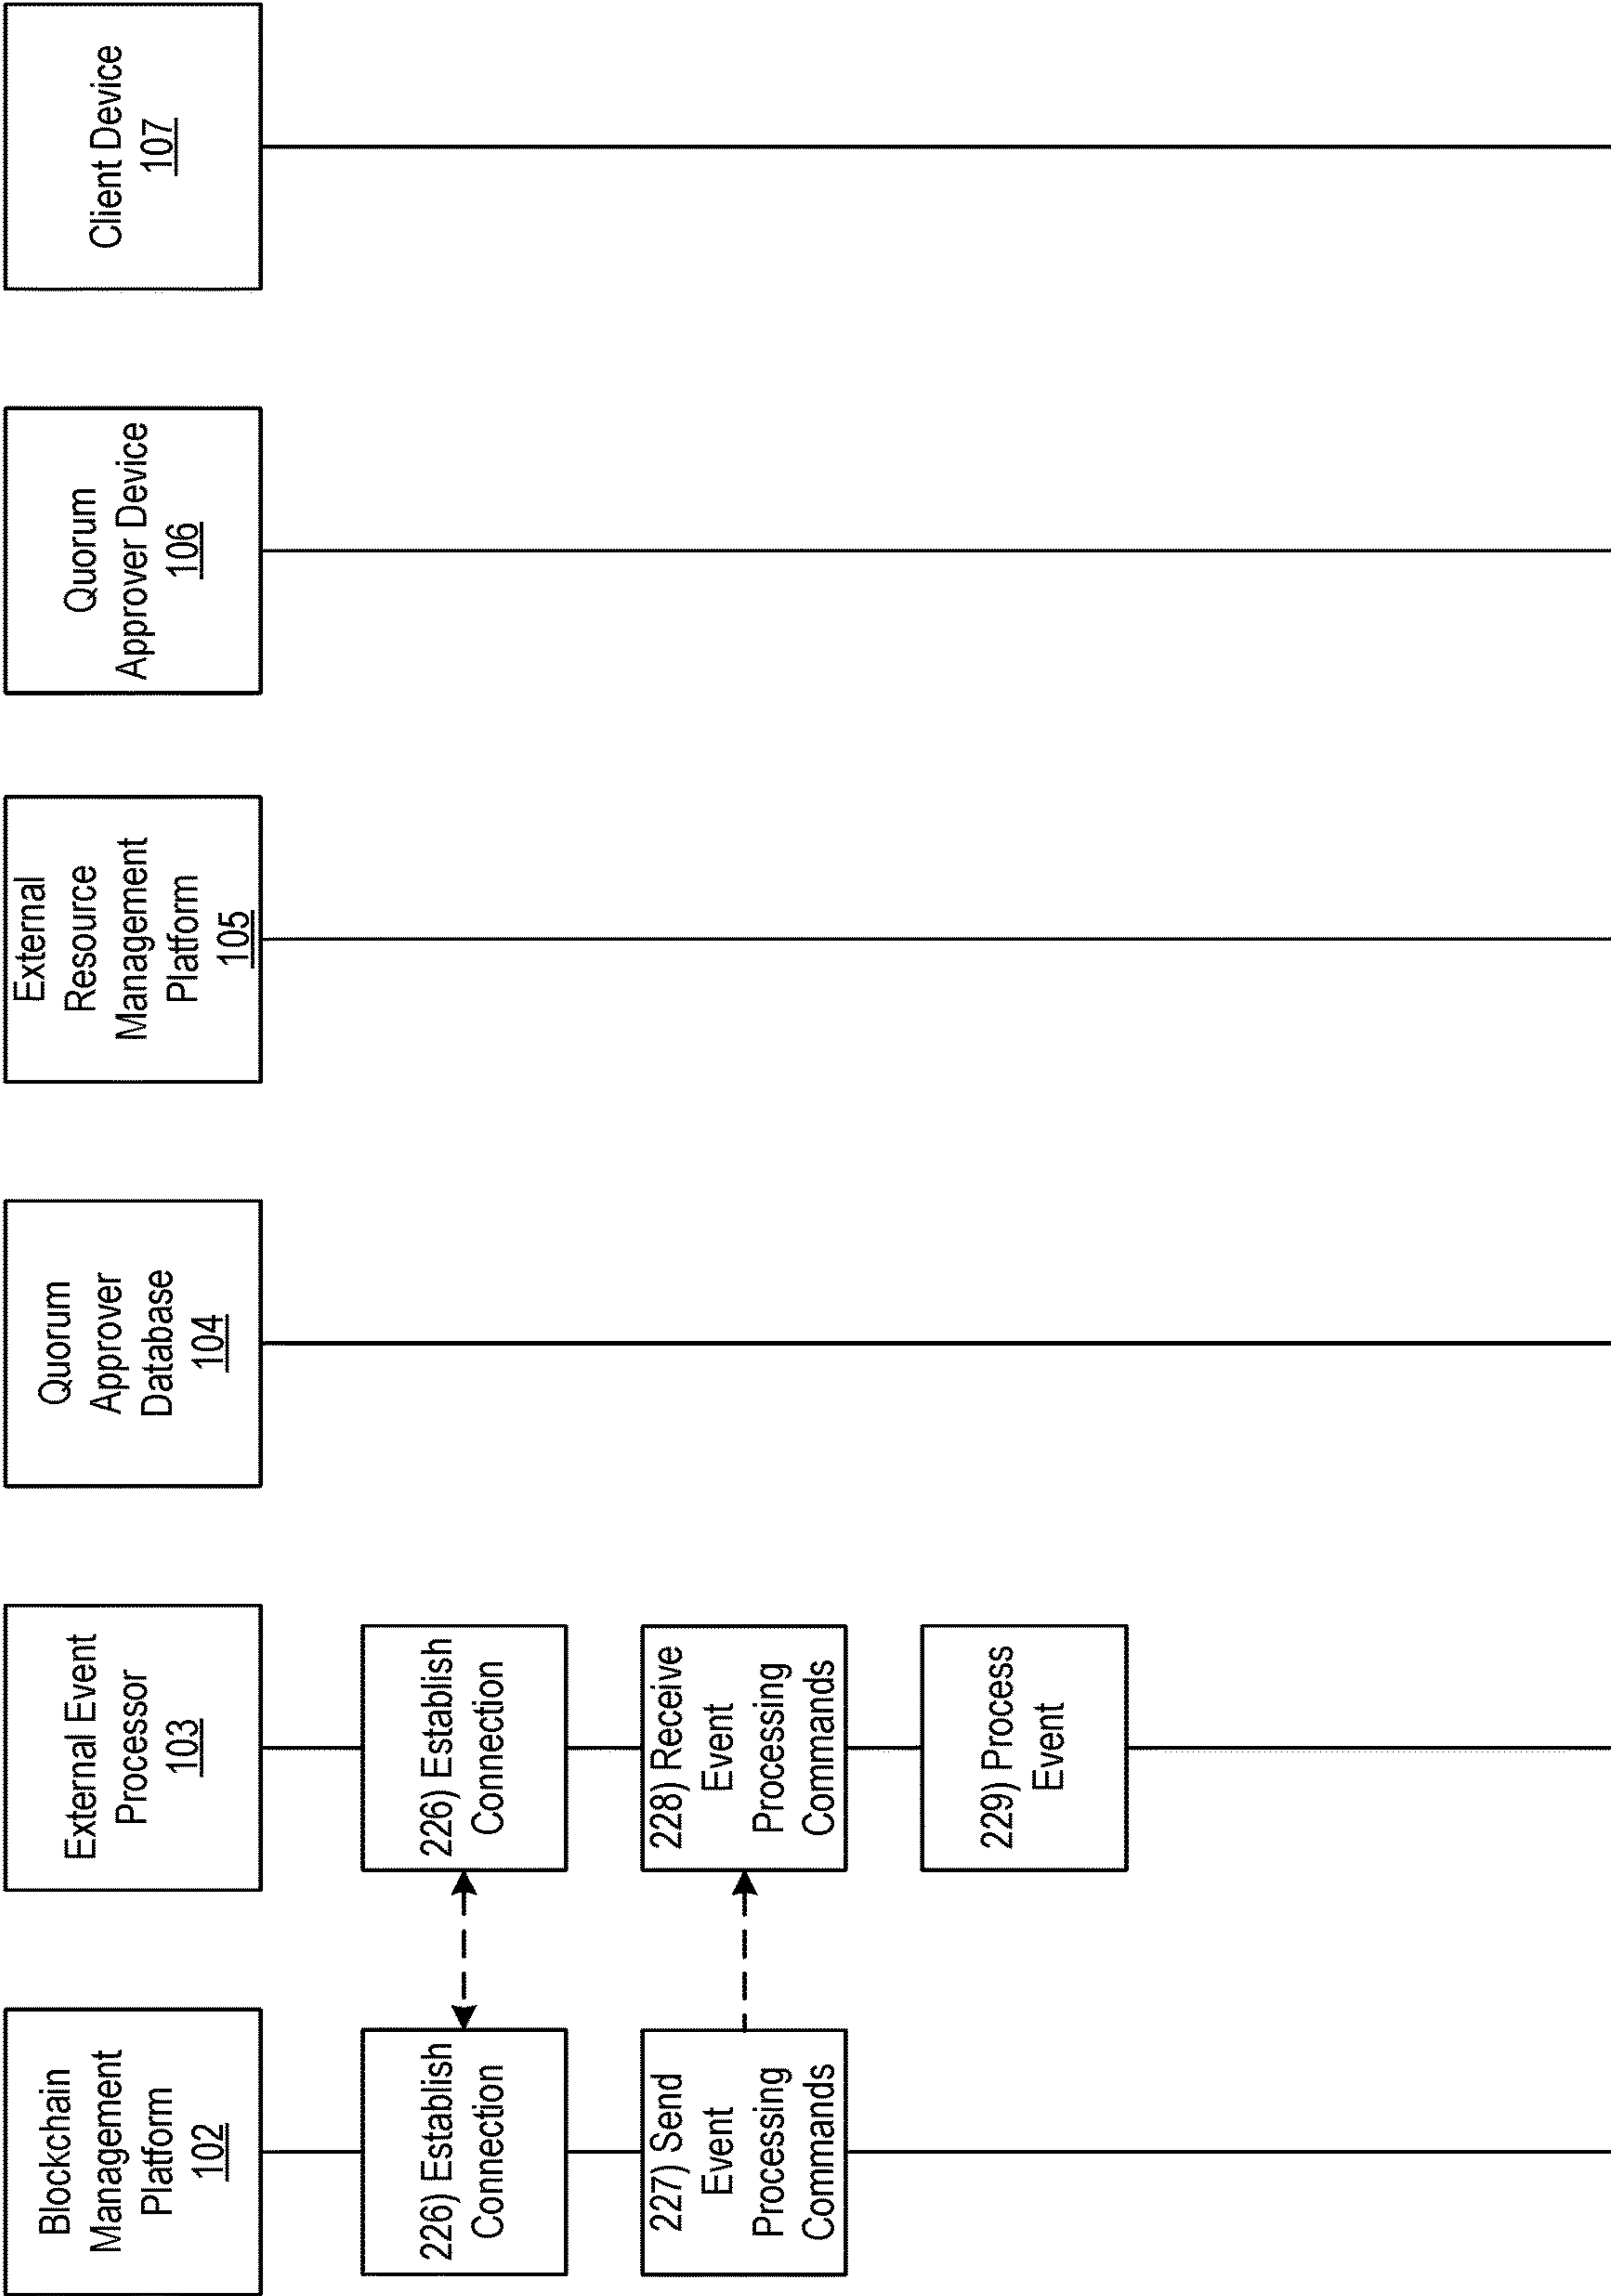 Blockchain
Management
Platform
102
External Event
Processor
103
Quorum
Approver
Database
104
External
Resource
Management
Platform
105
Quorum
Approver Device
106
Client Device
107
226) Establish
Connection
226) Establish
Connection
227) Send
Event
Processing
Commands
228) Receive
Event
Processing
Commands
229) Process
Event